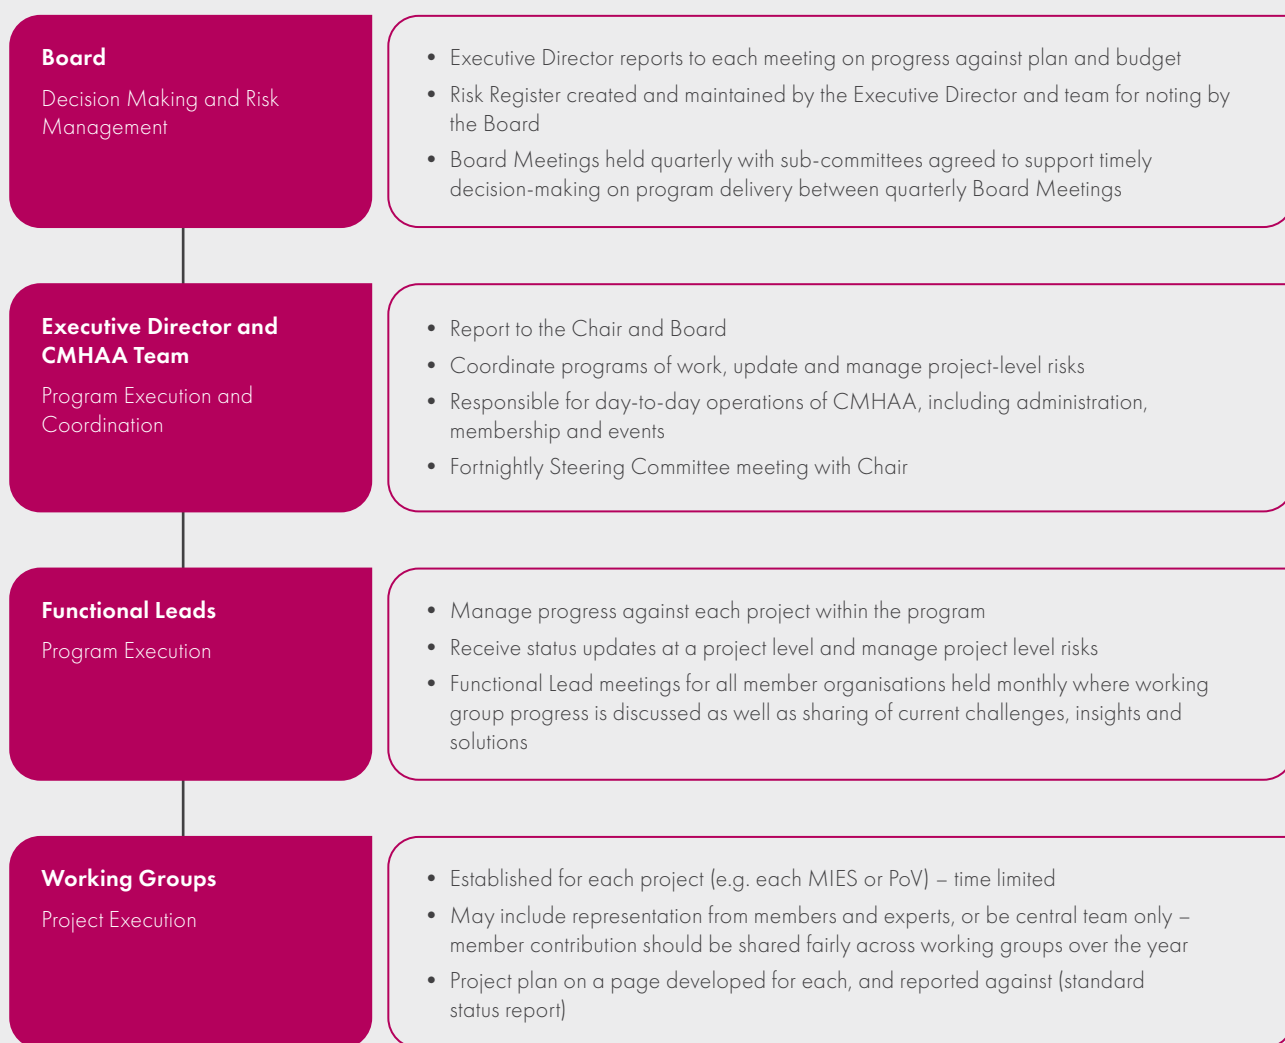 Board
Decision Making and Risk
Management
• Executive Director reports to each meeting on progress against plan and budget
• Risk Register created and maintained by the Executive Director and team for noting by
the Board
• Board Meetings held quarterly with sub-committees agreed to support timely
decision-making on program delivery between quarterly Board Meetings
Executive Director and
CMHAA Team
Program Execution and
Coordination
• Report to the Chair and Board
• Coordinate programs of work, update and manage project-level risks
• Responsible for day-to-day operations of CMHAA, including administration,
membership and events
• Fortnightly Steering Committee meeting with Chair
Functional Leads
Program Execution
• Manage progress against each project within the program
• Receive status updates at a project level and manage project level risks
• Functional Lead meetings for all member organisations held monthly where working
group progress is discussed as well as sharing of current challenges, insights and
solutions
Working Groups
Project Execution
• Established for each project (e.g. each MIES or PoV) – time limited
• May include representation from members and experts, or be central team only –
member contribution should be shared fairly across working groups over the year
• Project plan on a page developed for each, and reported against (standard
status report)